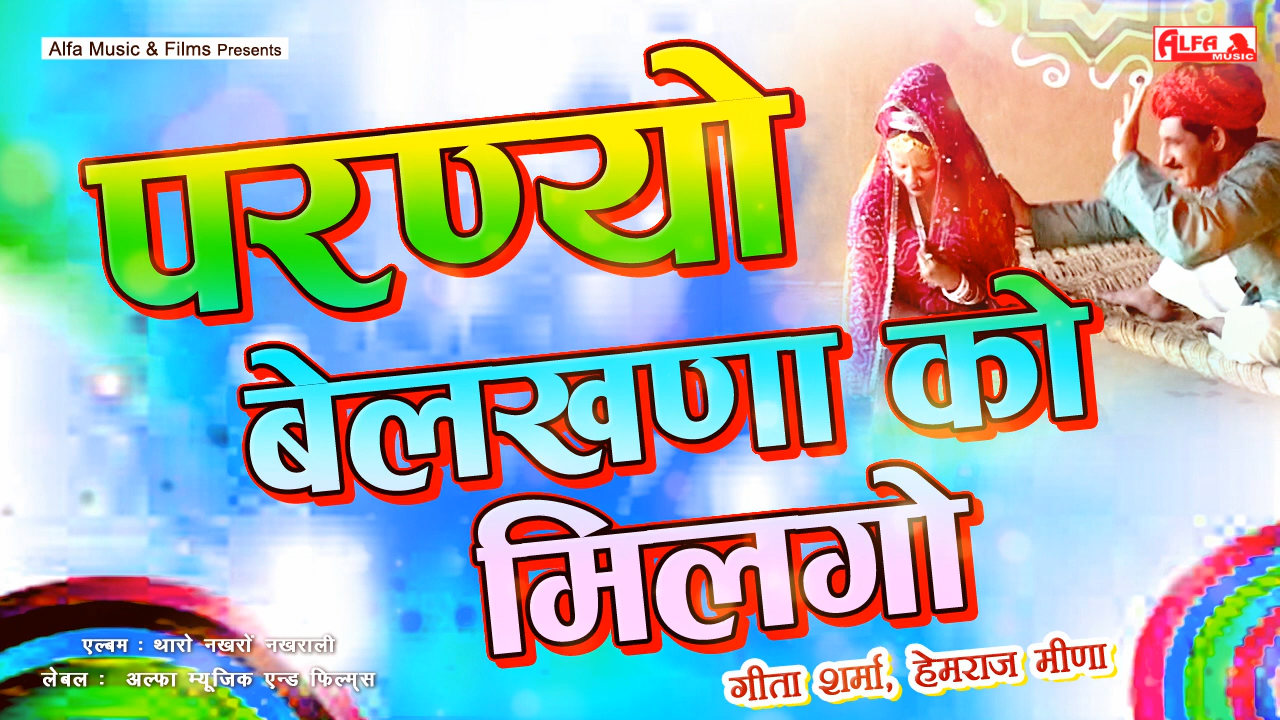 Alfa Music & Films Presents
ALFA
MUSIC
परण्यो
बेलखणा को
मिलगो
एल्बम : थारो नखरों नखराली
लेबल : अल्फा म्यूजिक एन्ड फिल्म्स
गीता शर्मा, हेमराज मीणा